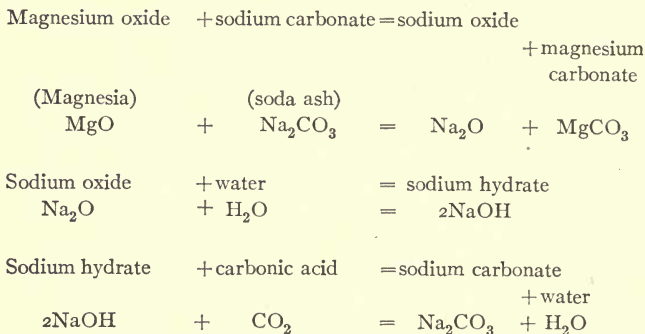 Magnesium oxide +sodium carbonate=sodium oxide
+magnesium
carbonate
(Magnesia) (soda ash)
MgO + Na₂CO₃ = Na₂O + MgCO₃
Sodium oxide +water = sodium hydrate
Na₂O + H₂O = 2NaOH
Sodium hydrate +carbonic acid =sodium carbonate
+water
2NaOH + CO₂ = Na₂CO₃ + H₂O